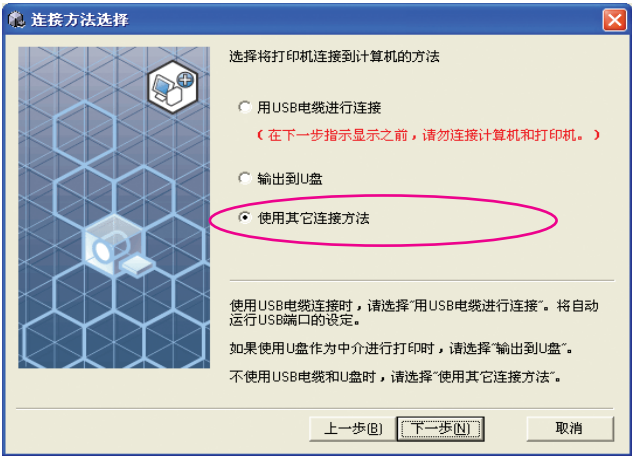 连接方法选择
选择将打印机连接到计算机的方法
用USB电缆进行连接
（在下一步指示显示之前，请勿连接计算机和打印机。）
输出到U盘
使用其它连接方法
使用USB电缆连接时，请选择"用USB电缆进行连接"。将自动
运行USB端口的设定。
如果使用U盘作为中介进行打印时，请选择"输出到U盘"。
不使用USB电缆和U盘时，请选择"使用其它连接方法"。
上一步(B)
下一步(N)
取消